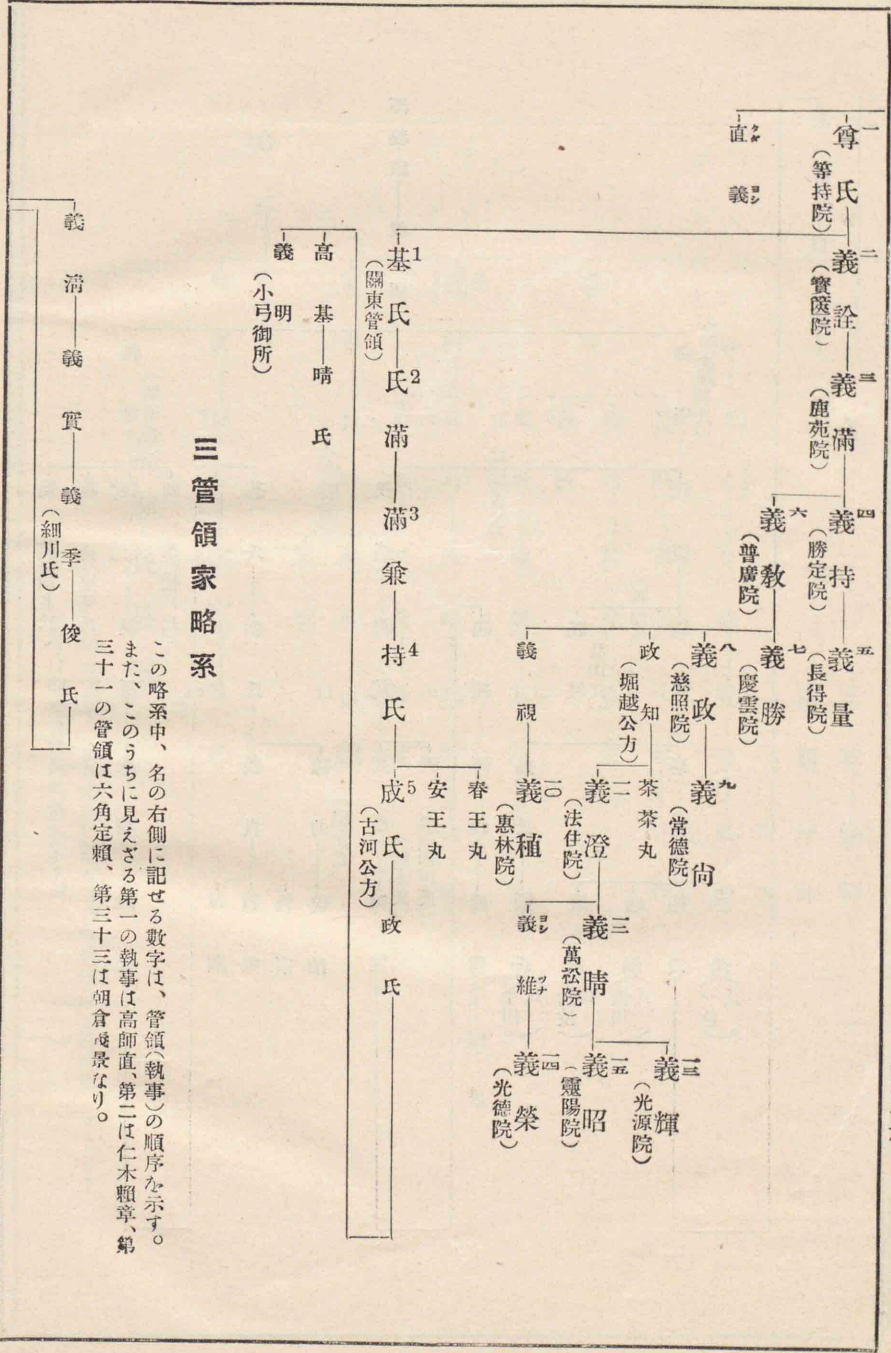 一尊氏
（等持院）
直義
タダ ヨシ
二義詮
（寶篋院）
三義滿
（鹿苑院）
四義持
（勝定院）
五義量
（長得院）
六義教
（普廣院）
七義勝
（慶雲院）
八義政
（慈照院）
九義尙
（常德院）
政知
（堀越公方）
茶茶丸
一一義澄
（法住院）
義視
一〇義稙
（惠林院）
一二義晴
（萬松院）
義維
ヨシ ツナ
一三義輝
（光源院）
一五義昭
（靈陽院）
一四義榮
（光德院）
1基氏
（關東管領）
2氏滿
3滿兼
4持氏
春王丸
安王丸
5成氏
（古河公方）
政氏
高基
晴氏
義明
（小弓御所）
三管領家略系
この略系中、名の右側に記せる數字は、管領（執事）の順序を示す。
また、このうちに見えざる第一の執事は高師直、第二は仁木賴章、第
三十一の管領は六角定賴、第三十三は朝倉義景なり。
義淸
義實
義季
（細川氏）
俊氏